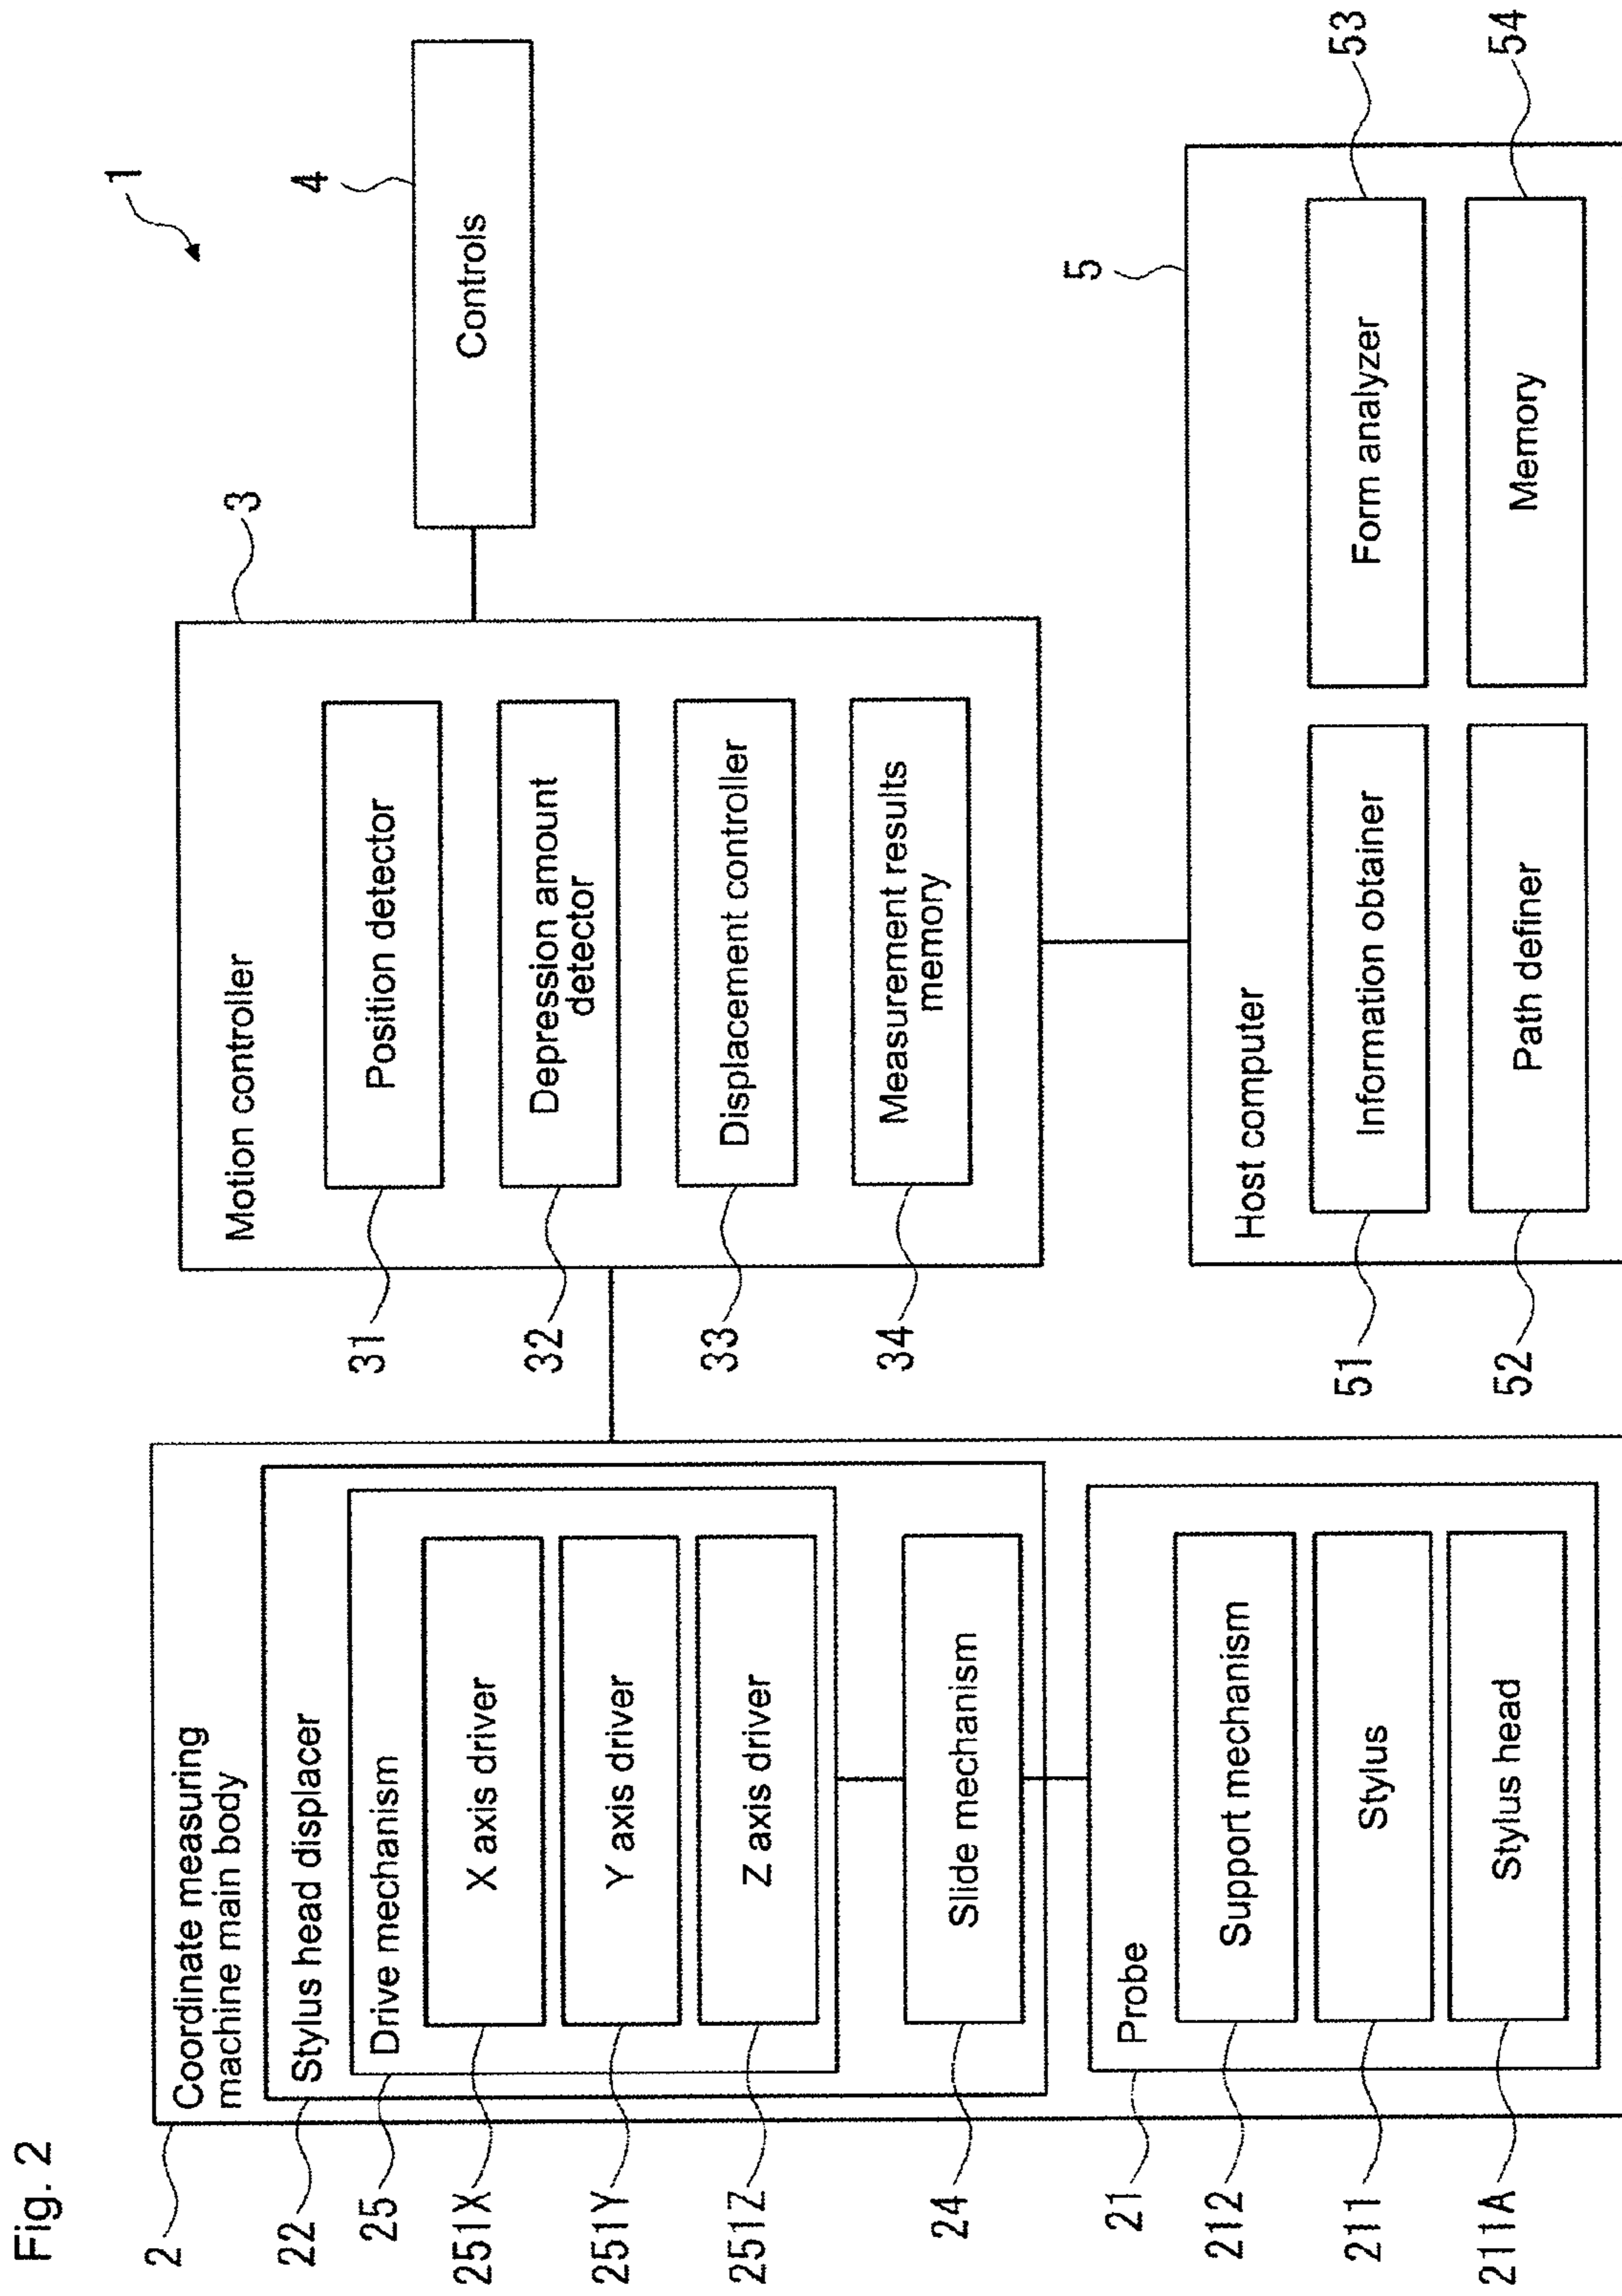 Fig. 2
1
2
Coordinate measuring
machine main body
22
Stylus head displacer
25
Drive mechanism
251X
X axis driver
251Y
Y axis driver
251Z
Z axis driver
24
Slide mechanism
21
Probe
212
Support mechanism
211
Stylus
211A
Stylus head
3
Motion controller
31
Position detector
32
Depression amount
detector
33
Displacement controller
34
Measurement results
memory
4
Controls
5
Host computer
51
Information obtainer
53
Form analyzer
52
Path definer
54
Memory